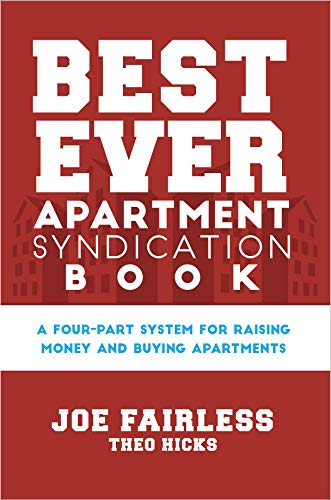 BEST
EVER
APARTMENT
SYNDICATION
BOOK
A FOUR-PART SYSTEM FOR RAISING
MONEY AND BUYING APARTMENTS
JOE FAIRLESS
THEO HICKS